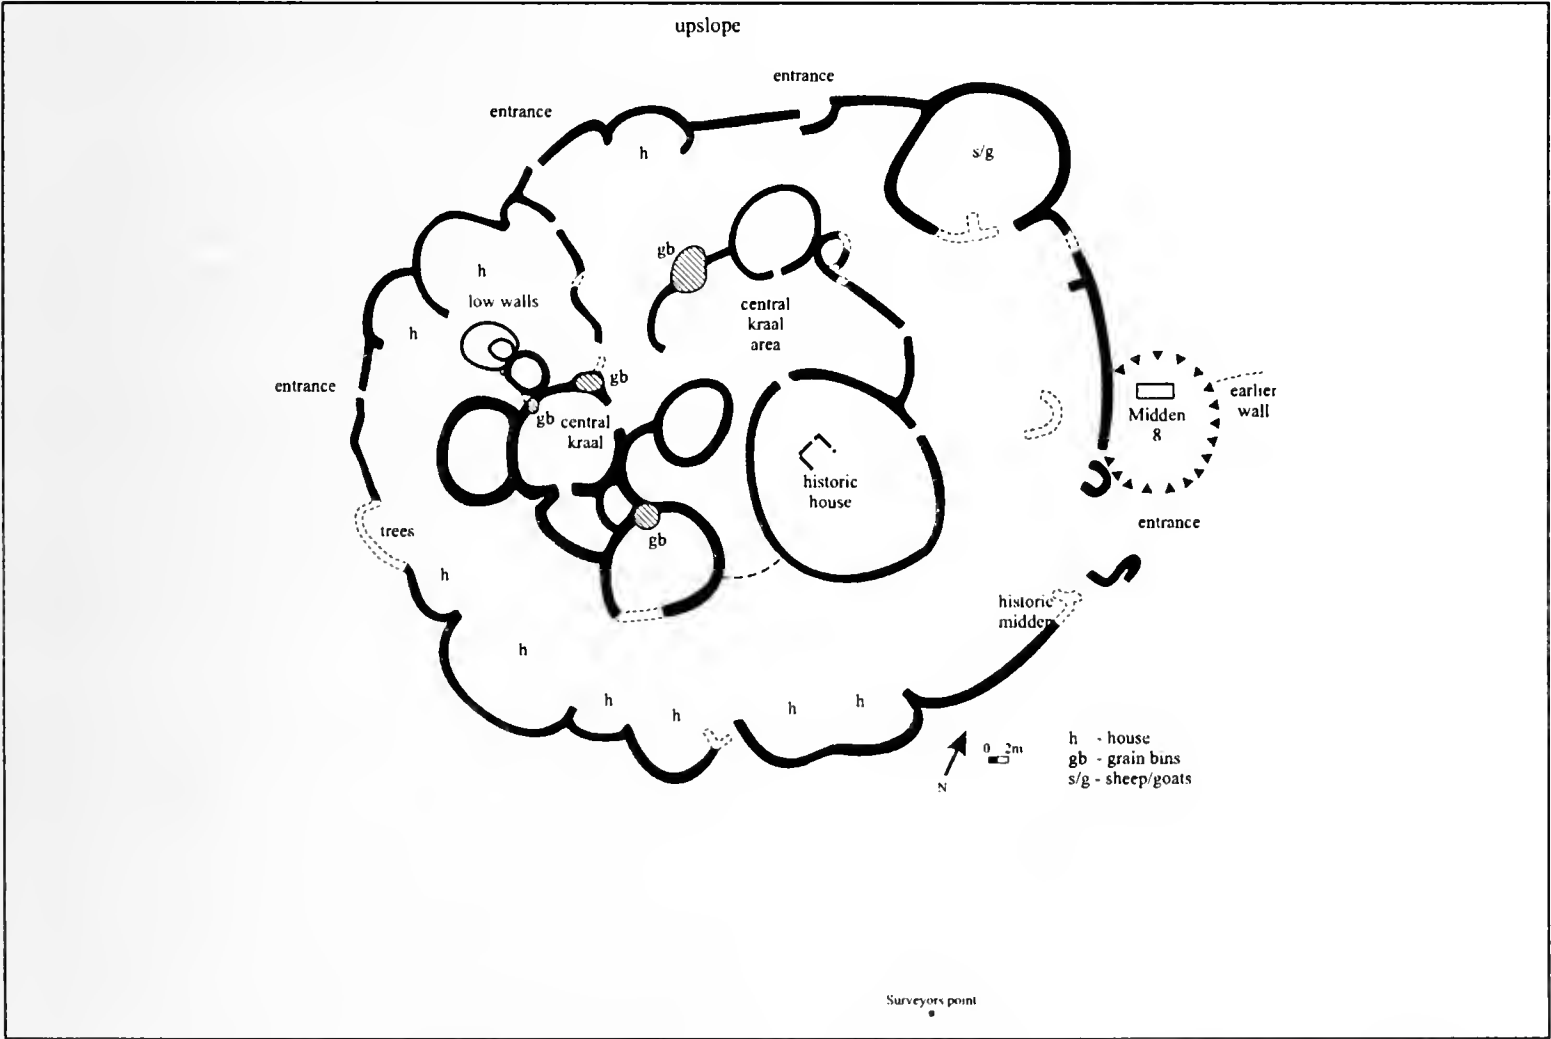 upslope
entrance
entrance
h
s/g
gb
h
low walls
central
kraal
area
h
entrance
gb
gb
central
kraal
earlier
wall
Midden
8
historic
house
entrance
trees
gb
h
historic
midden
h
h
h
h
h
0 2m
N
h - house
gb - grain bins
s/g - sheep/goats
Surveyors point